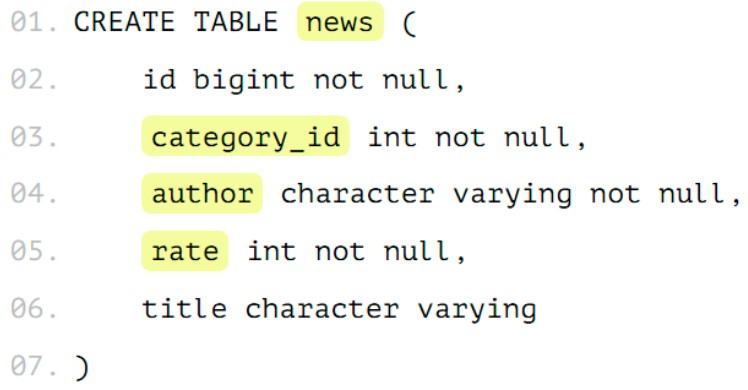 01. CREATE TABLE news (
02. id bigint not null,
03. category_id int not null,
04. author character varying not null,
05. rate int not null,
06. title character varying
07. )